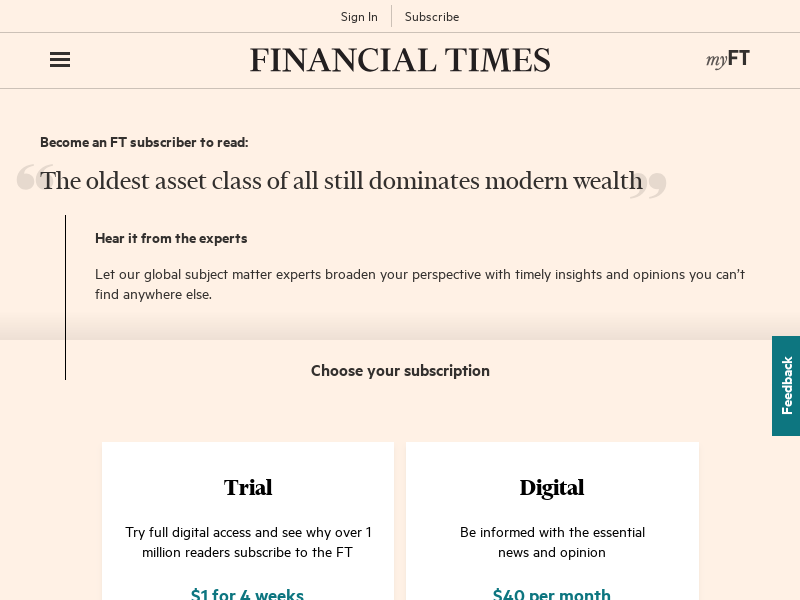 Sign In
Subscribe
FINANCIAL TIMES
myFT
Become an FT subscriber to read:
“The oldest asset class of all still dominates modern wealth”
Hear it from the experts
Let our global subject matter experts broaden your perspective with timely insights and opinions you can’t
find anywhere else.
Feedback
Choose your subscription
Trial
Try full digital access and see why over 1
million readers subscribe to the FT
$1 for 4 weeks
Digital
Be informed with the essential
news and opinion
$40 per month